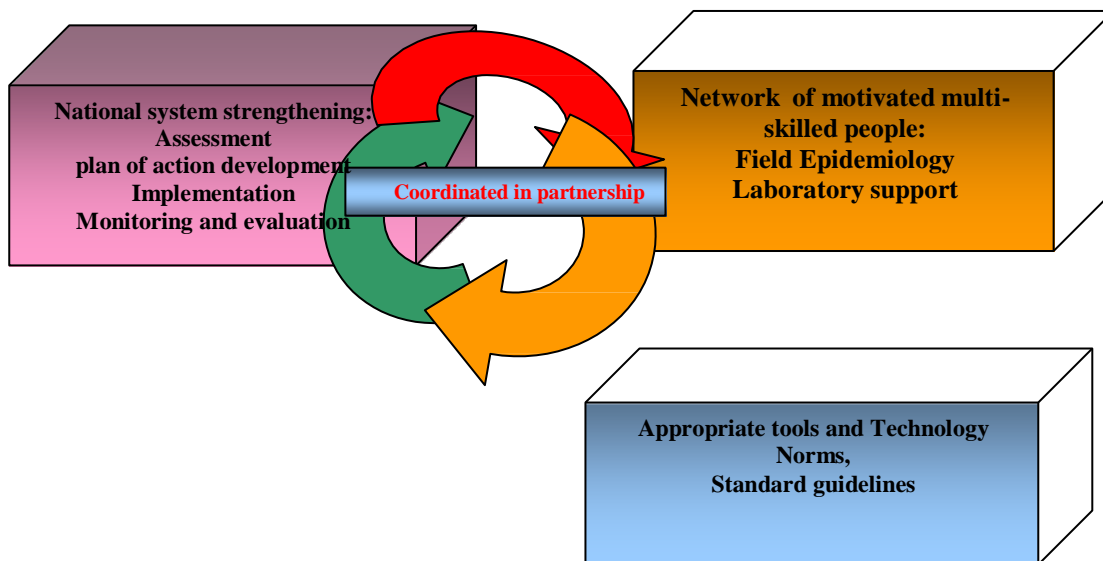 National system strengthening:
Assessment
plan of action development
Implementation
Monitoring and evaluation
Coordinated in partnership
Network of motivated multi-
skilled people:
Field Epidemiology
Laboratory support
Appropriate tools and Technology
Norms,
Standard guidelines